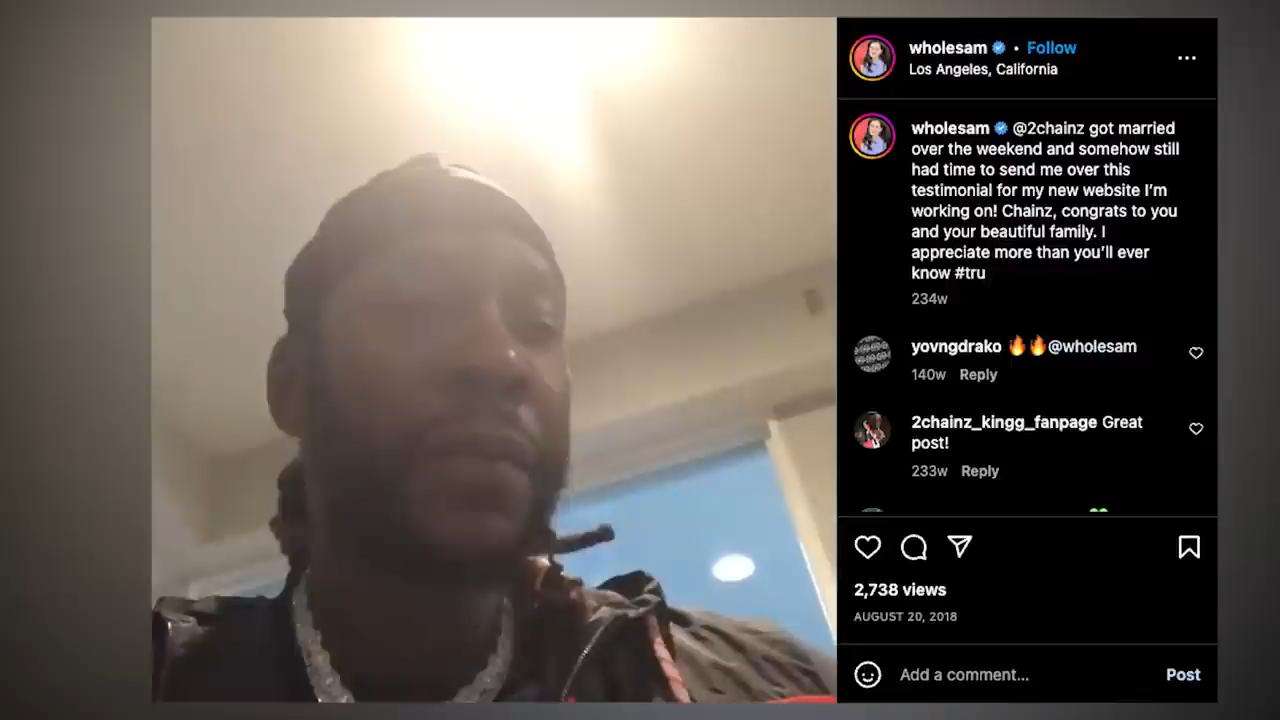 wholesam • Follow
Los Angeles, California
wholesam @2chainz got married
over the weekend and somehow still
had time to send me over this
testimonial for my new website I'm
working on! Chainz, congrats to you
and your beautiful family. I
appreciate more than you'll ever
know #tru
234w
yovngdrako 🔥🔥@wholesam
140w Reply
2chainz_kingg_fanpage Great
post!
233w Reply
2,738 views
AUGUST 20, 2018
Add a comment...
Post